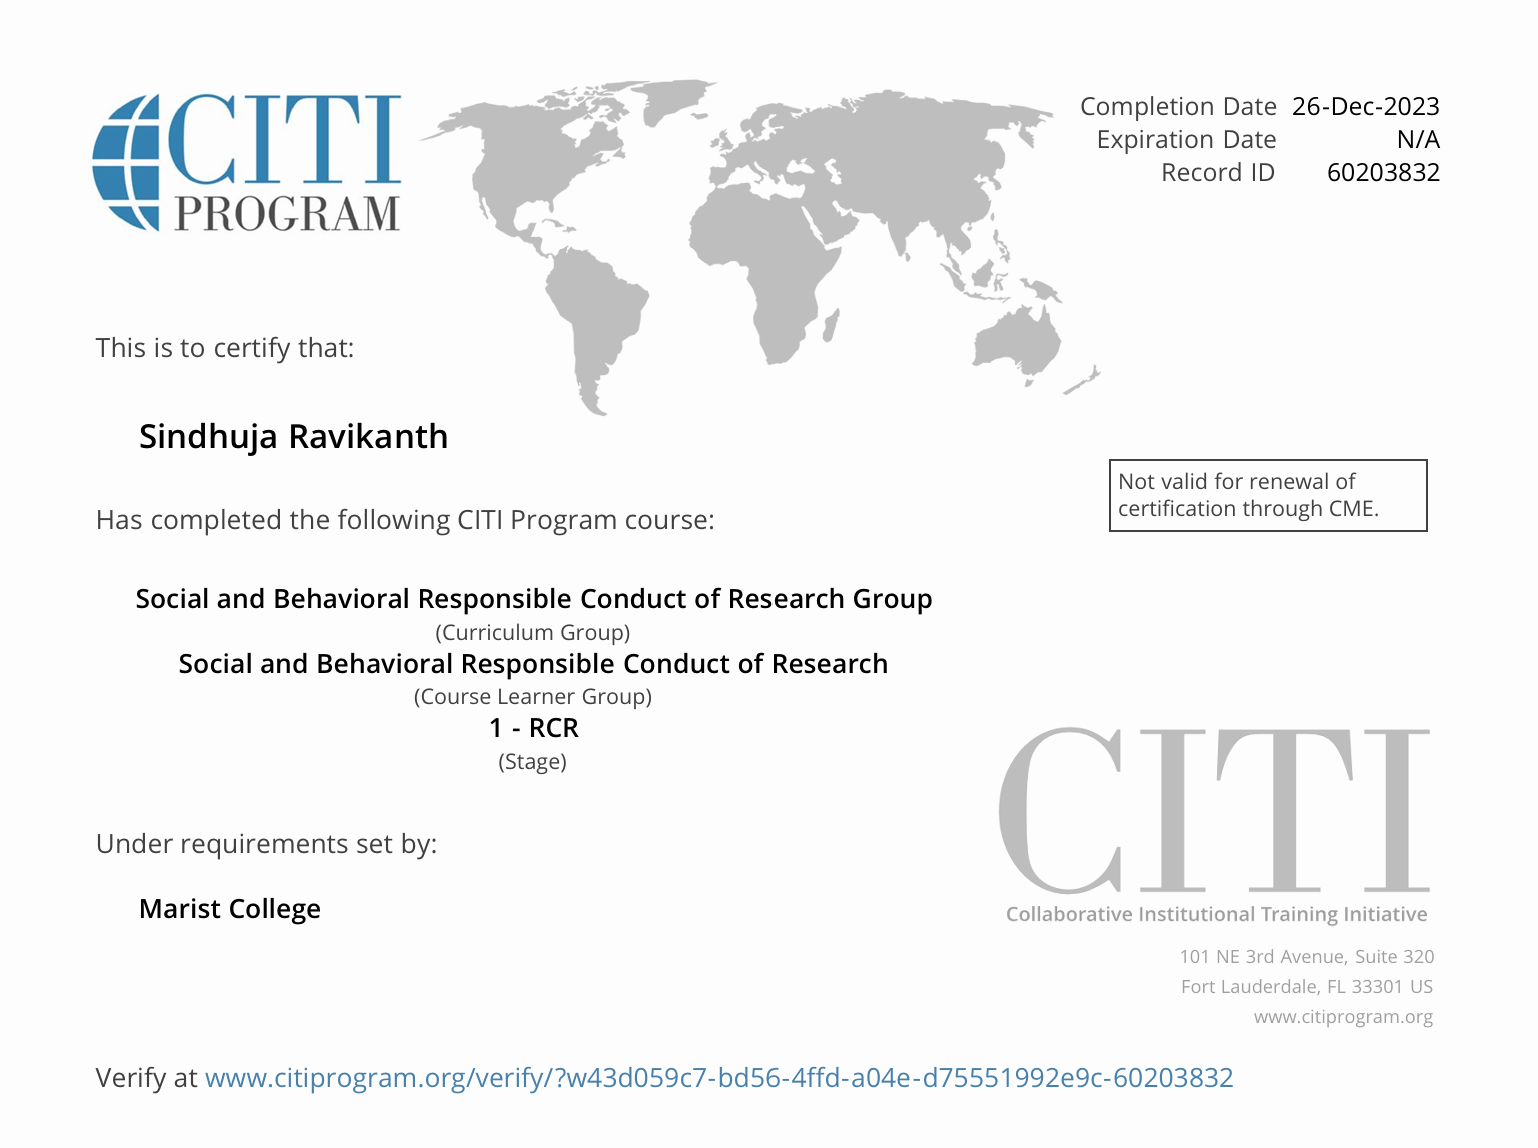 CITI
PROGRAM
Completion Date 26-Dec-2023
Expiration Date N/A
Record ID 60203832
This is to certify that:
Sindhuja Ravikanth
Not valid for renewal of
certification through CME.
Has completed the following CITI Program course:
Social and Behavioral Responsible Conduct of Research Group
(Curriculum Group)
Social and Behavioral Responsible Conduct of Research
(Course Learner Group)
1 - RCR
(Stage)
Under requirements set by:
Marist College
CITI
Collaborative Institutional Training Initiative
101 NE 3rd Avenue, Suite 320
Fort Lauderdale, FL 33301 US
www.citiprogram.org
Verify at www.citiprogram.org/verify/?w43d059c7-bd56-4ffd-a04e-d75551992e9c-60203832